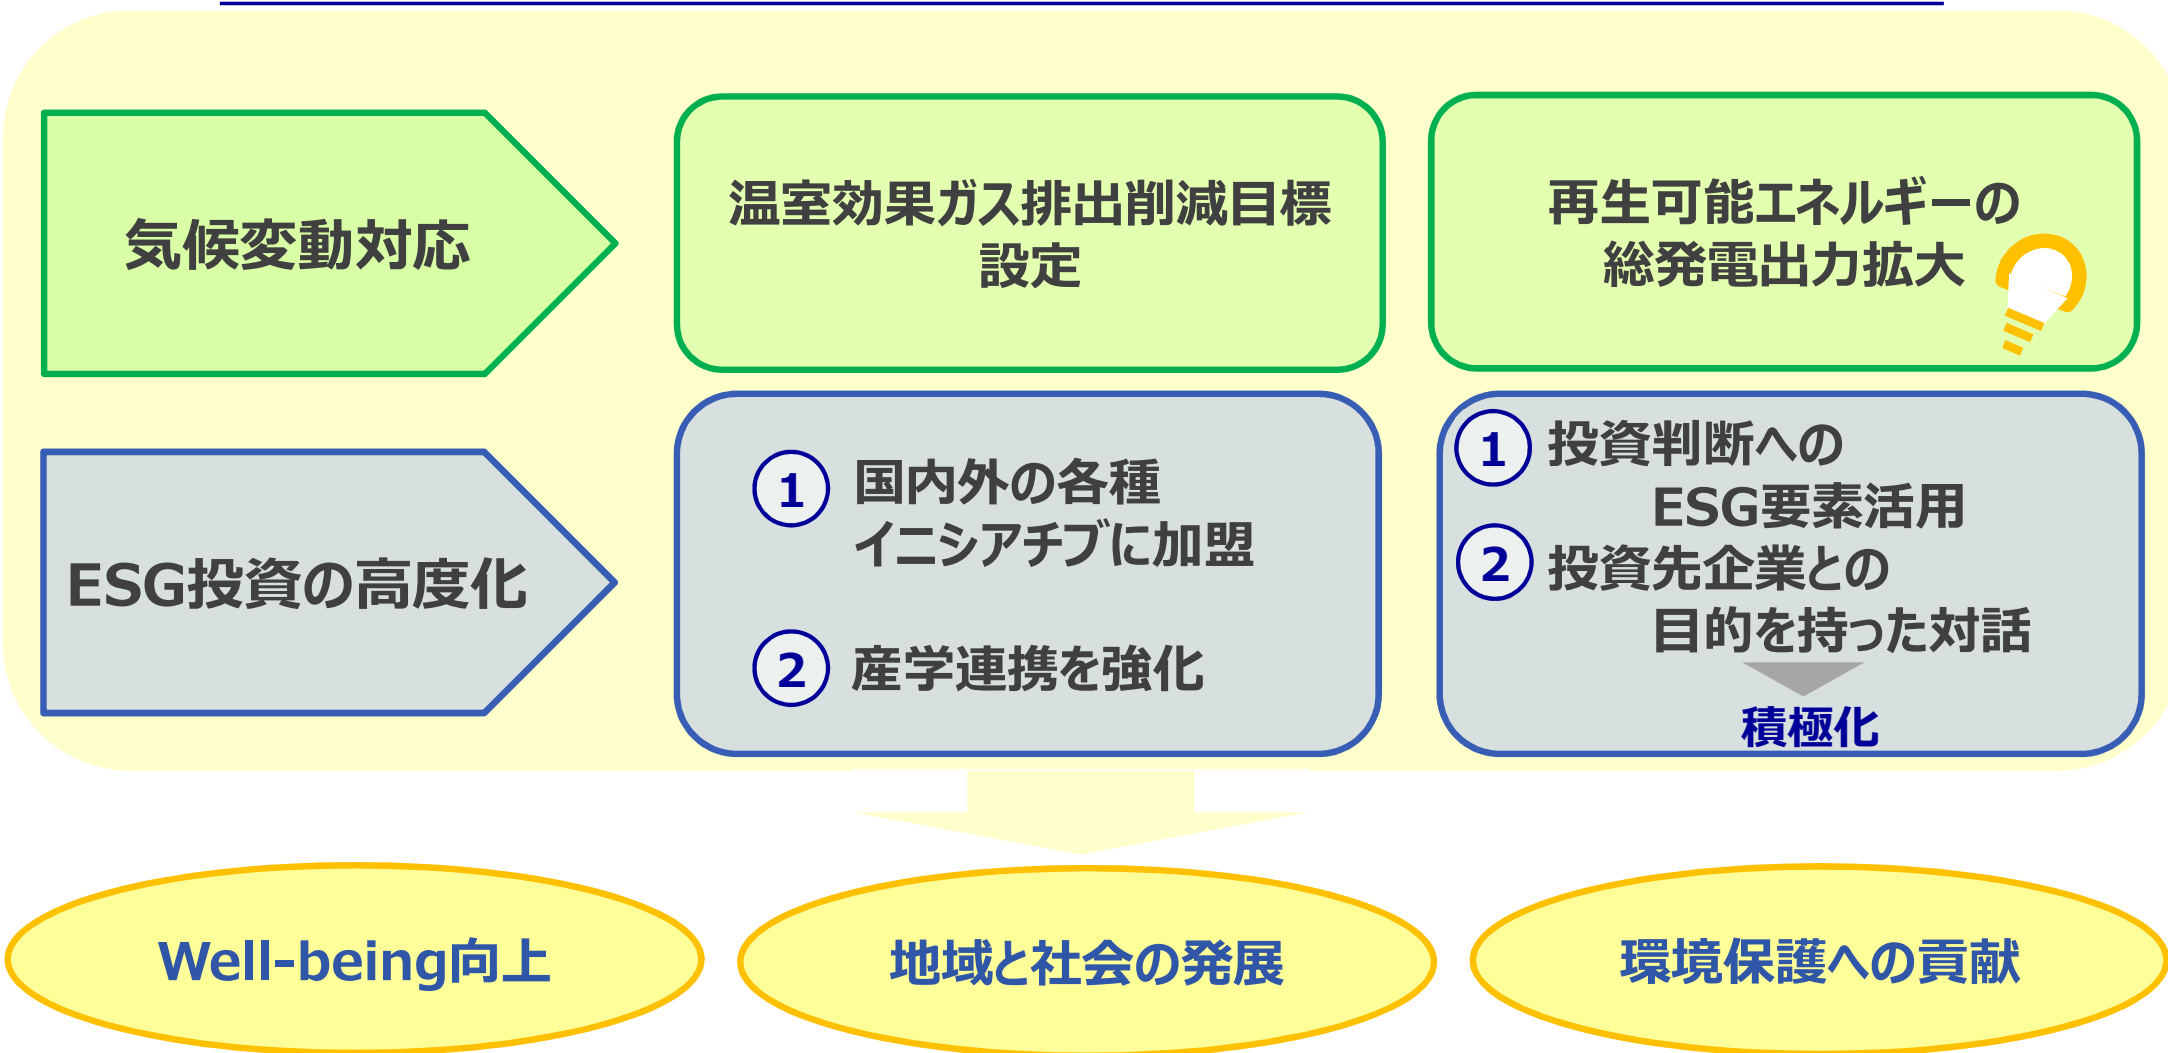 気候変動対応
温室効果ガス排出削減目標
設定
再生可能エネルギーの
総発電出力拡大
ESG投資の高度化
1 国内外の各種
イニシアチブに加盟
2 産学連携を強化
1 投資判断への
ESG要素活用
2 投資先企業との
目的を持った対話
積極化
Well-being向上
地域と社会の発展
環境保護への貢献